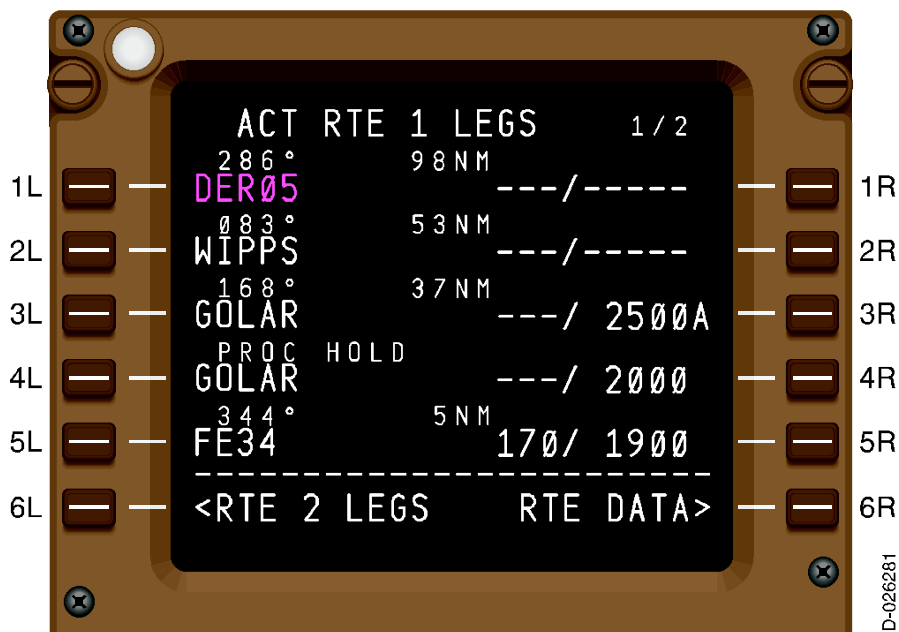 ACT RTE 1 LEGS 1/2
286° 98NM
1L DERØ5 ---/----- 1R
Ø83° 53NM
2L WIPPS ---/----- 2R
168° 37NM
3L GOLAR ---/ 25ØØA 3R
PROC HOLD
4L GOLAR ---/ 2ØØØ 4R
344° 5NM
5L FE34 17Ø/ 19ØØ 5R
6L <RTE 2 LEGS RTE DATA> 6R
D-026281